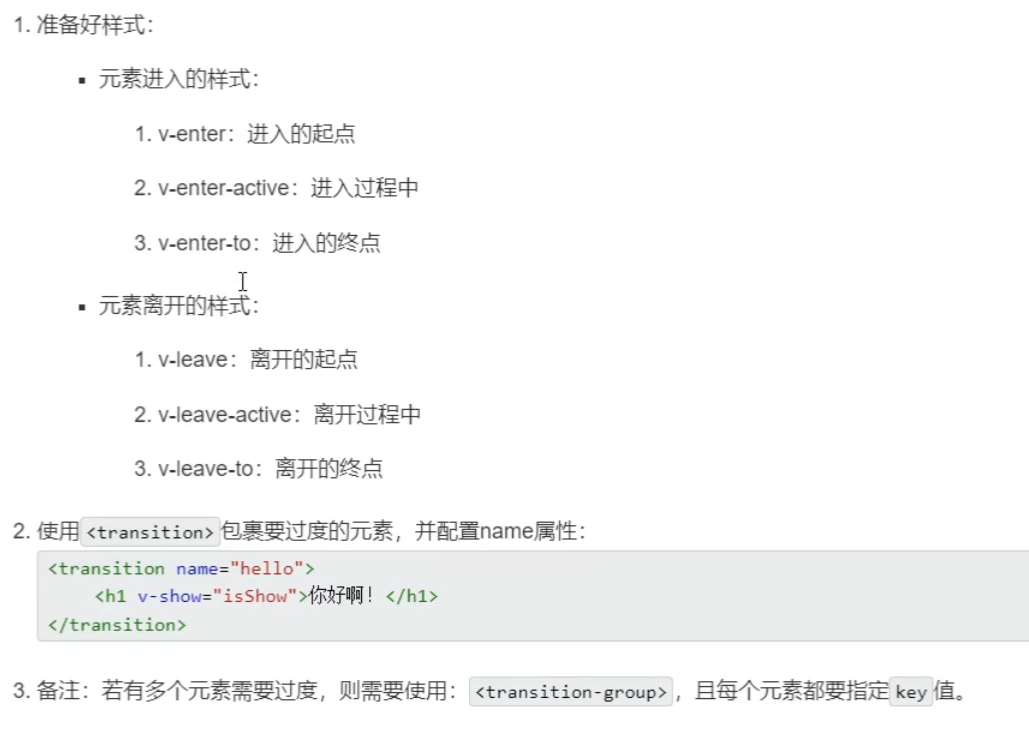 1. 准备好样式：
▪ 元素进入的样式：
1. v-enter：进入的起点
2. v-enter-active：进入过程中
3. v-enter-to：进入的终点
▪ 元素离开的样式：
1. v-leave：离开的起点
2. v-leave-active：离开过程中
3. v-leave-to：离开的终点
2. 使用<transition>包裹要过度的元素，并配置name属性：
<transition name="hello">
<h1 v-show="isShow">你好啊！</h1>
</transition>
3. 备注：若有多个元素需要过度，则需要使用：<transition-group>，且每个元素都要指定key值。